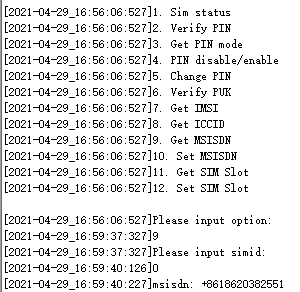 [2021-04-29_16:56:06:527]1. Sim status
[2021-04-29_16:56:06:527]2. Verify PIN
[2021-04-29_16:56:06:527]3. Get PIN mode
[2021-04-29_16:56:06:527]4. PIN disable/enable
[2021-04-29_16:56:06:527]5. Change PIN
[2021-04-29_16:56:06:527]6. Verify PUK
[2021-04-29_16:56:06:527]7. Get IMSI
[2021-04-29_16:56:06:527]8. Get ICCID
[2021-04-29_16:56:06:527]9. Get MSISDN
[2021-04-29_16:56:06:527]10. Set MSISDN
[2021-04-29_16:56:06:527]11. Get SIM Slot
[2021-04-29_16:56:06:527]12. Set SIM Slot
[2021-04-29_16:56:06:527]Please input option:
[2021-04-29_16:59:37:327]9
[2021-04-29_16:59:37:327]Please input simid:
[2021-04-29_16:59:40:126]0
[2021-04-29_16:59:40:227]msisdn: +8618620382551